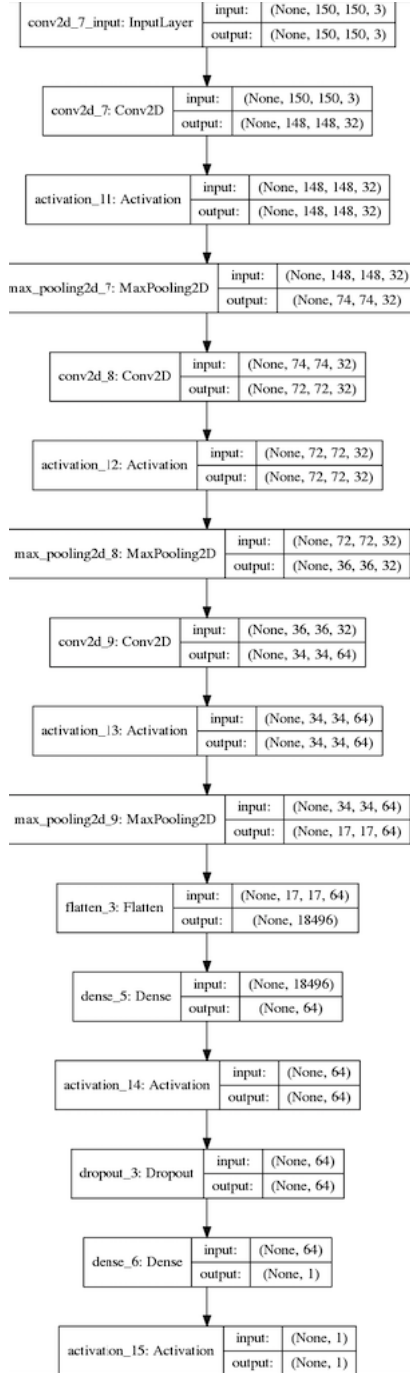 conv2d_7_input: InputLayer input: (None, 150, 150, 3)
output: (None, 150, 150, 3)
conv2d_7: Conv2D input: (None, 150, 150, 3)
output: (None, 148, 148, 32)
activation_11: Activation input: (None, 148, 148, 32)
output: (None, 148, 148, 32)
max_pooling2d_7: MaxPooling2D input: (None, 148, 148, 32)
output: (None, 74, 74, 32)
conv2d_8: Conv2D input: (None, 74, 74, 32)
output: (None, 72, 72, 32)
activation_12: Activation input: (None, 72, 72, 32)
output: (None, 72, 72, 32)
max_pooling2d_8: MaxPooling2D input: (None, 72, 72, 32)
output: (None, 36, 36, 32)
conv2d_9: Conv2D input: (None, 36, 36, 32)
output: (None, 34, 34, 64)
activation_13: Activation input: (None, 34, 34, 64)
output: (None, 34, 34, 64)
max_pooling2d_9: MaxPooling2D input: (None, 34, 34, 64)
output: (None, 17, 17, 64)
flatten_3: Flatten input: (None, 17, 17, 64)
output: (None, 18496)
dense_5: Dense input: (None, 18496)
output: (None, 64)
activation_14: Activation input: (None, 64)
output: (None, 64)
dropout_3: Dropout input: (None, 64)
output: (None, 64)
dense_6: Dense input: (None, 64)
output: (None, 1)
activation_15: Activation input: (None, 1)
output: (None, 1)